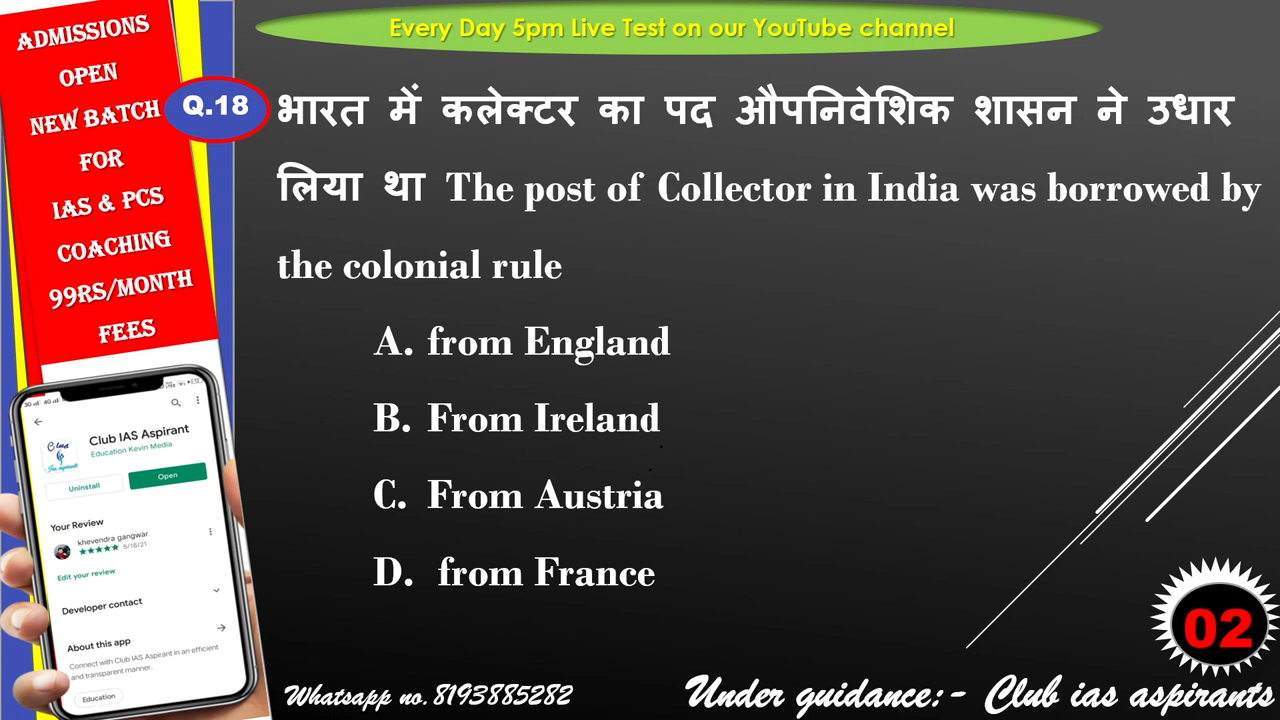 Every Day 5pm Live Test on our YouTube channel
ADMISSIONS
OPEN
NEW BATCH
FOR
IAS & PCS
COACHING
99RS/MONTH
FEES
Q.18
भारत में कलेक्टर का पद औपनिवेशिक शासन ने उधार
लिया था The post of Collector in India was borrowed by
the colonial rule
A. from England
B. From Ireland
C. From Austria
D. from France
Club IAS Aspirant
Education Kevin Media
Uninstall
Open
Your Review
khevendra gangwar
5/16/21
Edit your review
Developer contact
About this app
Connect with Club IAS Aspirant in an efficient
and transparent manner.
Education
02
Whatsapp no. 8193885282
Under guidance:- Club ias aspirants